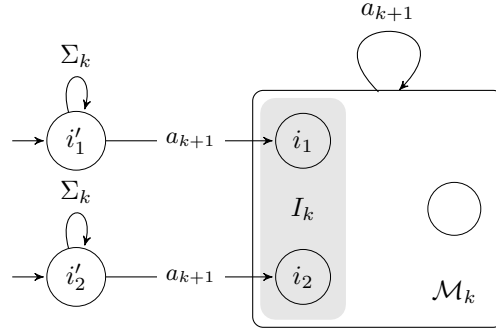 a_{k+1}
Σ_k
i'_1 a_{k+1} i_1
Σ_k
I_k
i'_2 a_{k+1} i_2
ℳ_k